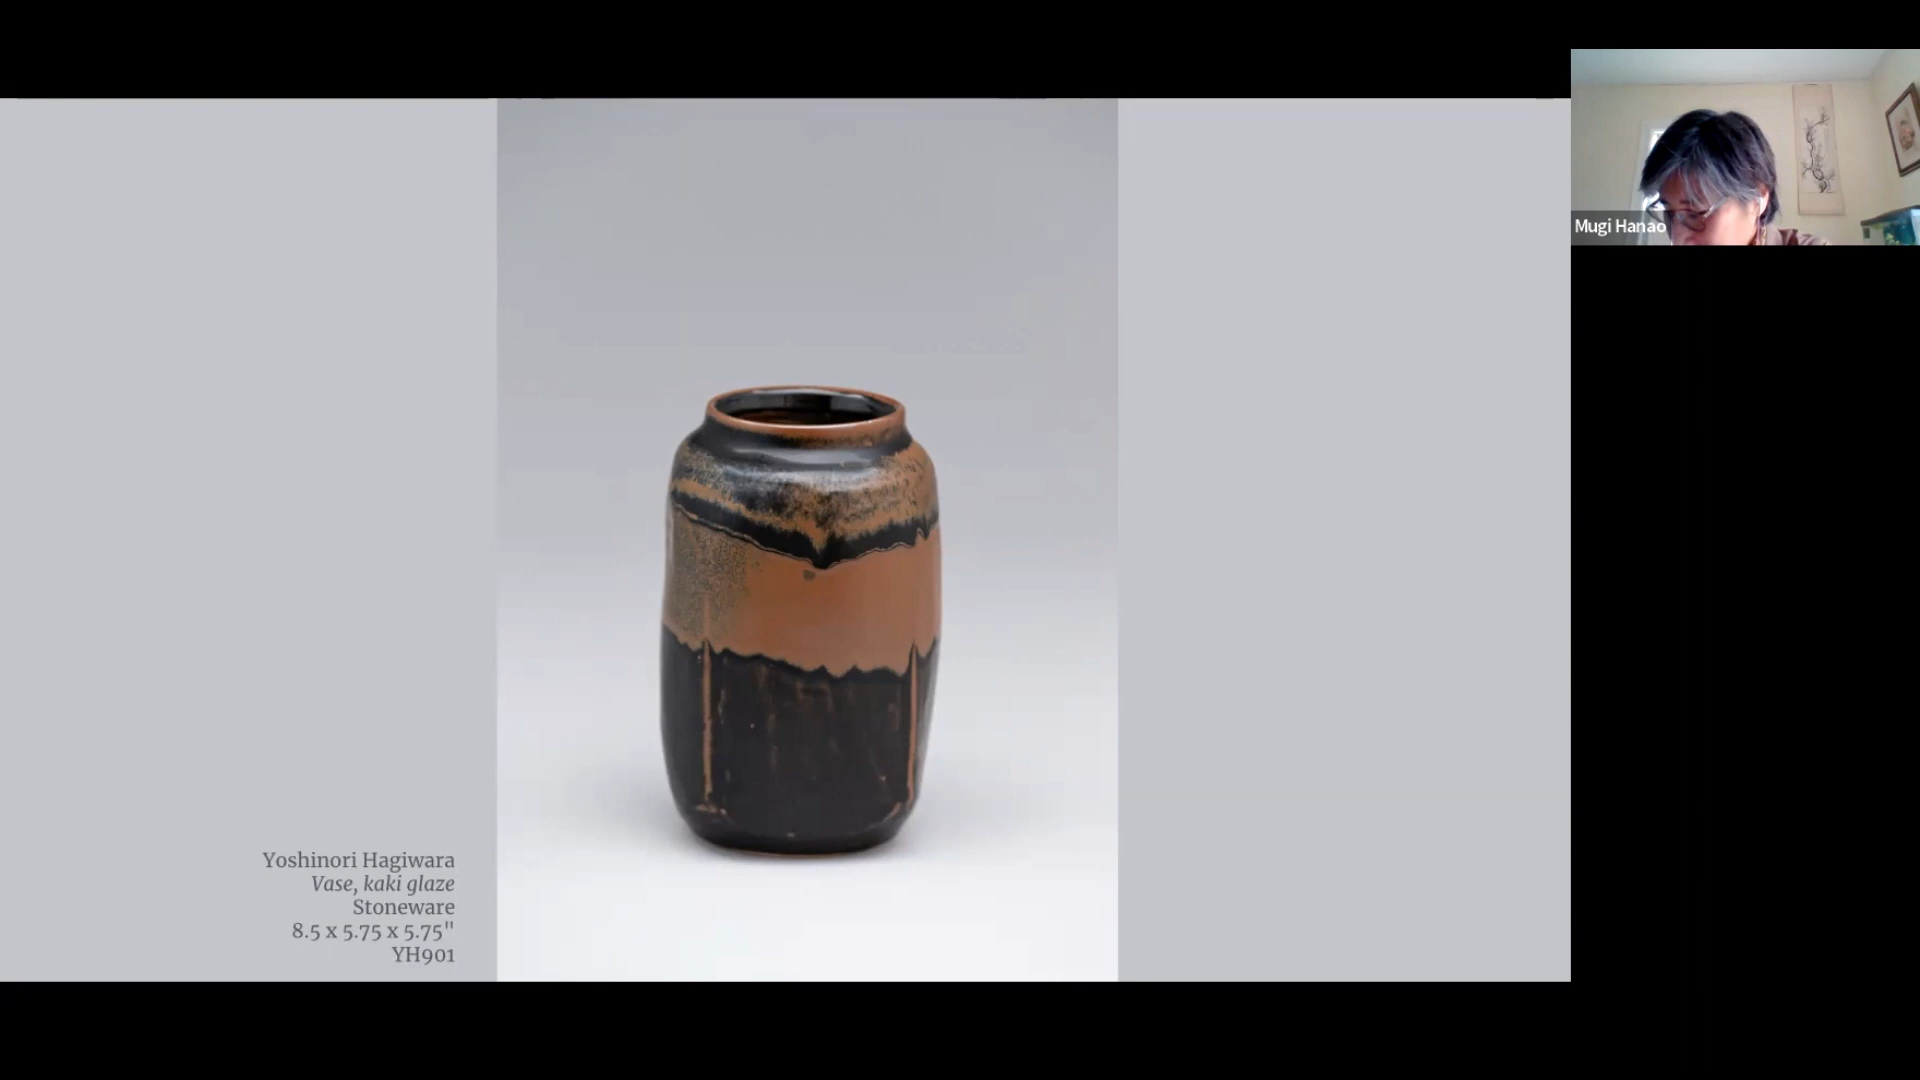 Yoshinori Hagiwara
Vase, kaki glaze
Stoneware
8.5 x 5.75 x 5.75"
YH901
Mugi Hanao